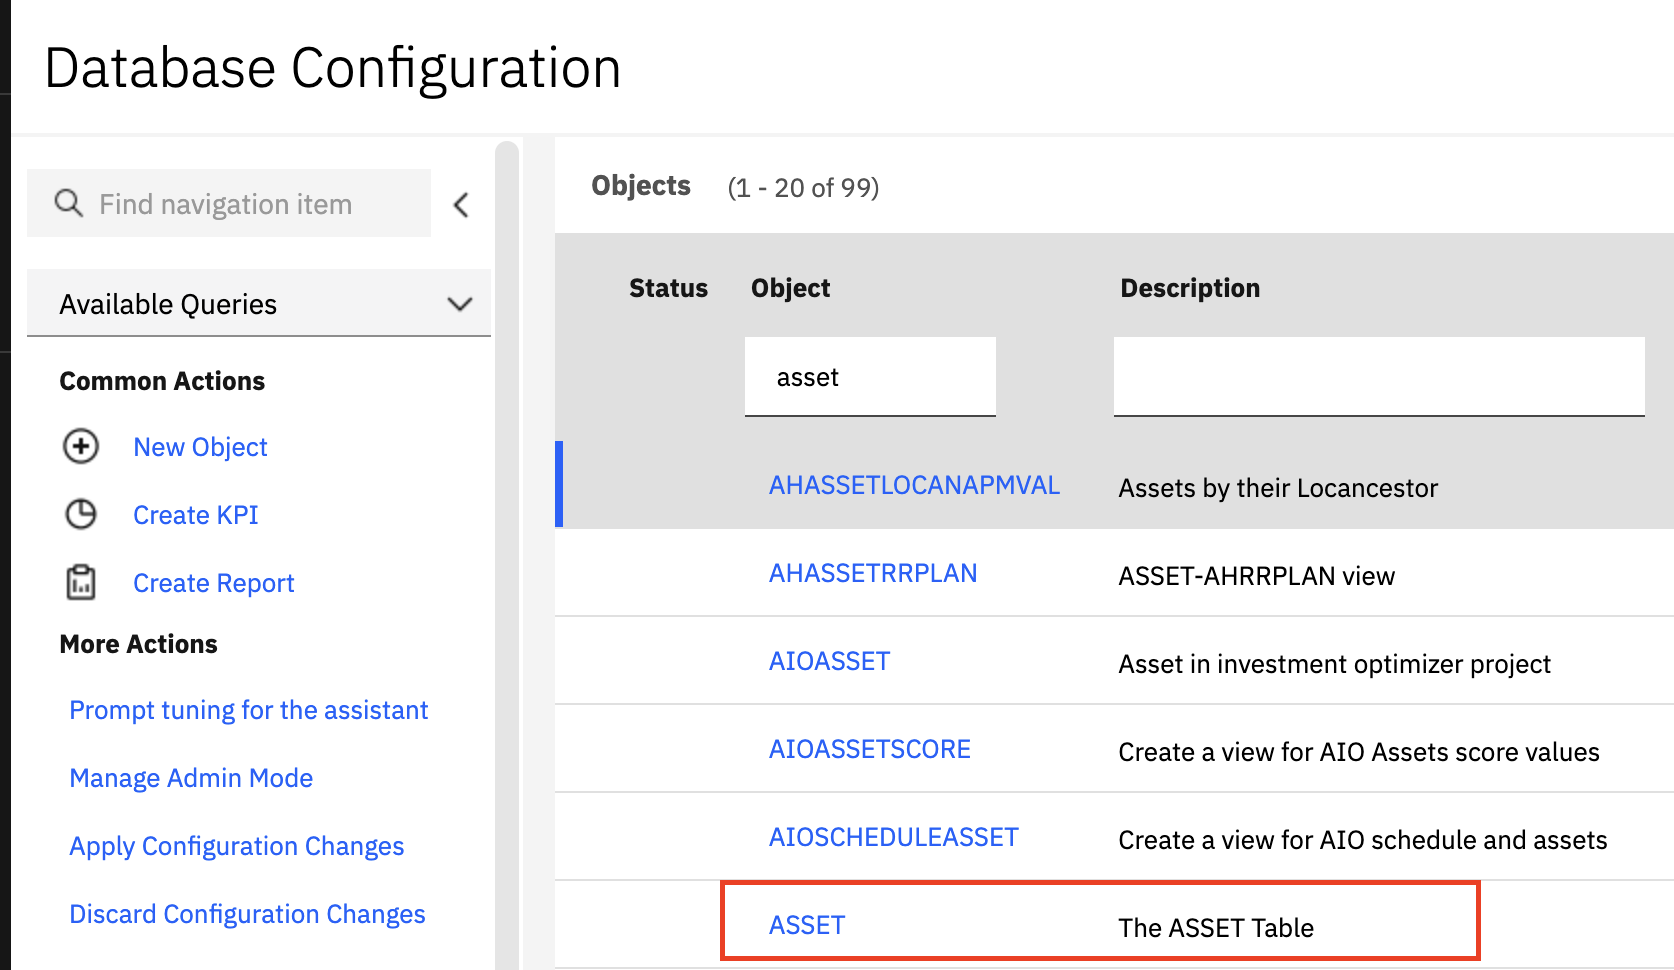 Database Configuration
Find navigation item
Available Queries
Common Actions
New Object
Create KPI
Create Report
More Actions
Prompt tuning for the assistant
Manage Admin Mode
Apply Configuration Changes
Discard Configuration Changes
Objects (1 - 20 of 99)
Status Object Description
asset
AHASSETLOCANAPMVAL Assets by their Locancestor
AHASSETRRPLAN ASSET-AHRRPLAN view
AIOASSET Asset in investment optimizer project
AIOASSETSCORE Create a view for AIO Assets score values
AIOSCHEDULEASSET Create a view for AIO schedule and assets
ASSET The ASSET Table